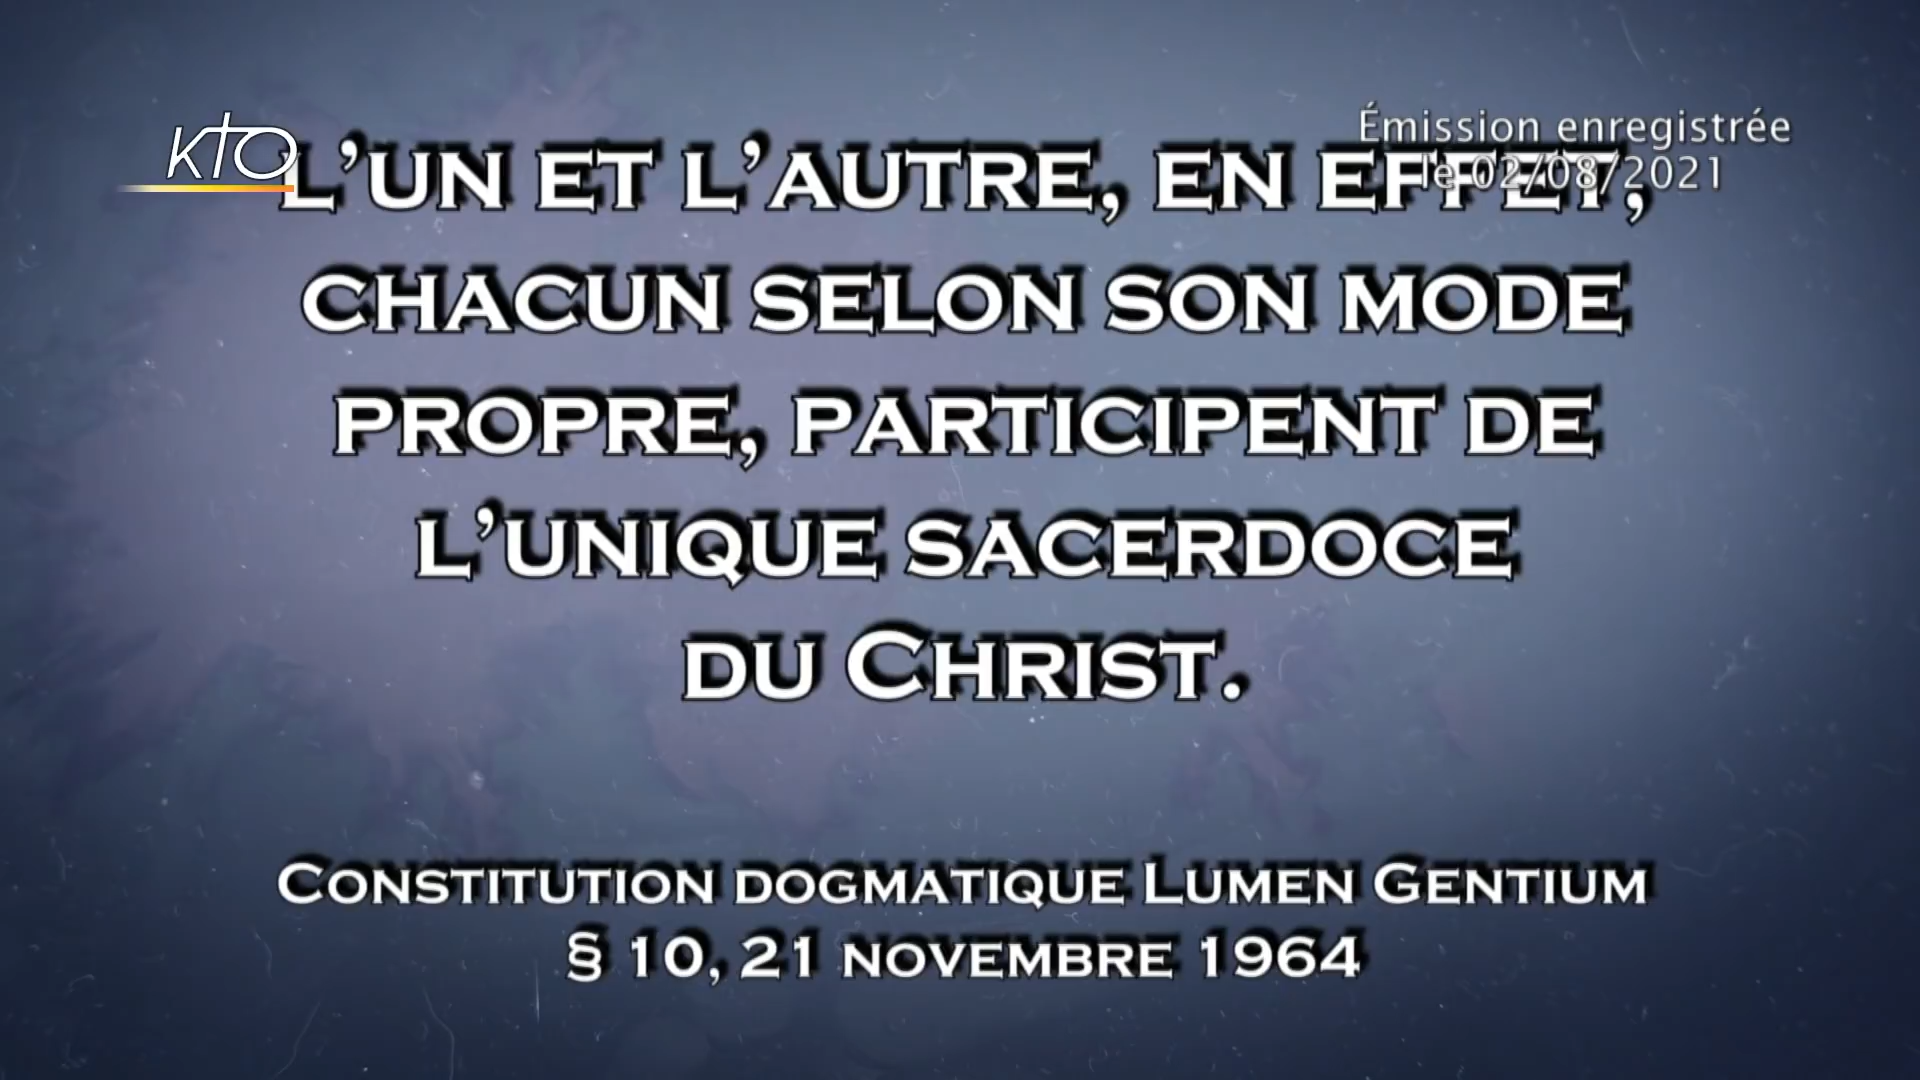 KTO
Émission enregistrée
le 02/08/2021
L’UN ET L’AUTRE, EN EFFET,
CHACUN SELON SON MODE
PROPRE, PARTICIPENT DE
L’UNIQUE SACERDOCE
DU CHRIST.
CONSTITUTION DOGMATIQUE LUMEN GENTIUM
§ 10, 21 NOVEMBRE 1964